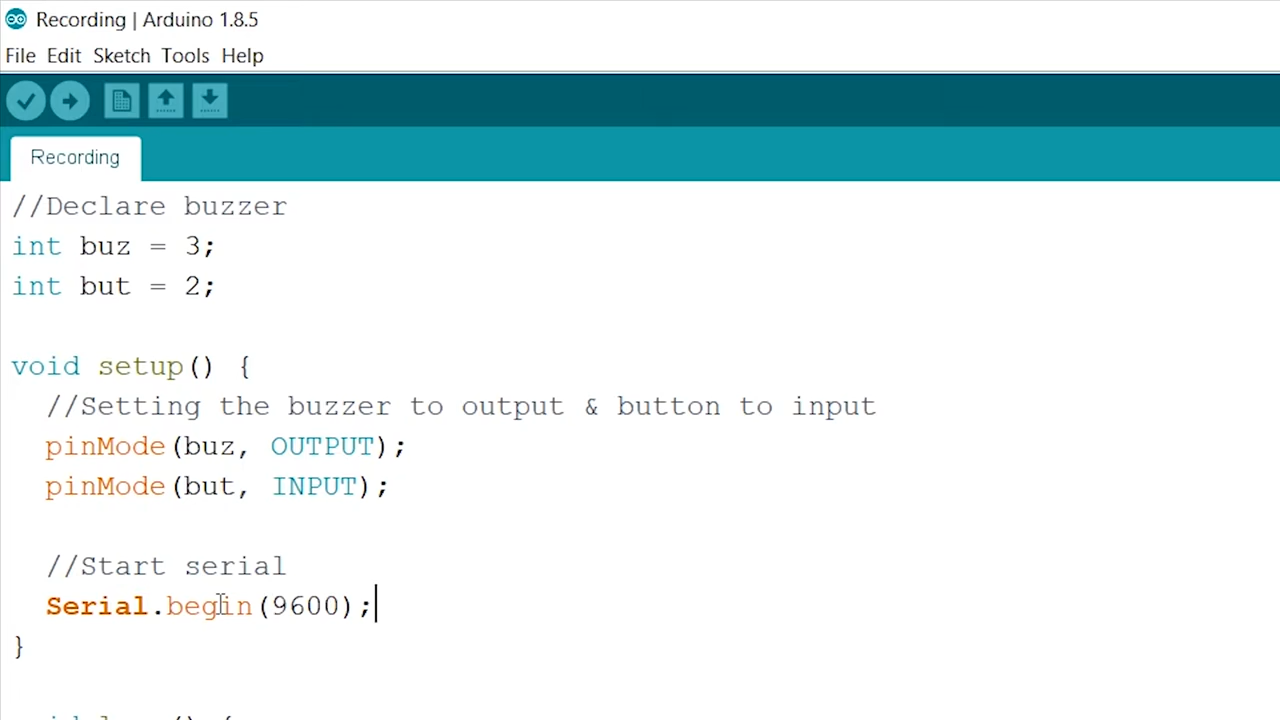 Recording | Arduino 1.8.5
File Edit Sketch Tools Help
Recording
//Declare buzzer
int buz = 3;
int but = 2;
void setup() {
//Setting the buzzer to output & button to input
pinMode(buz, OUTPUT);
pinMode(but, INPUT);
//Start serial
Serial.begin(9600);
}